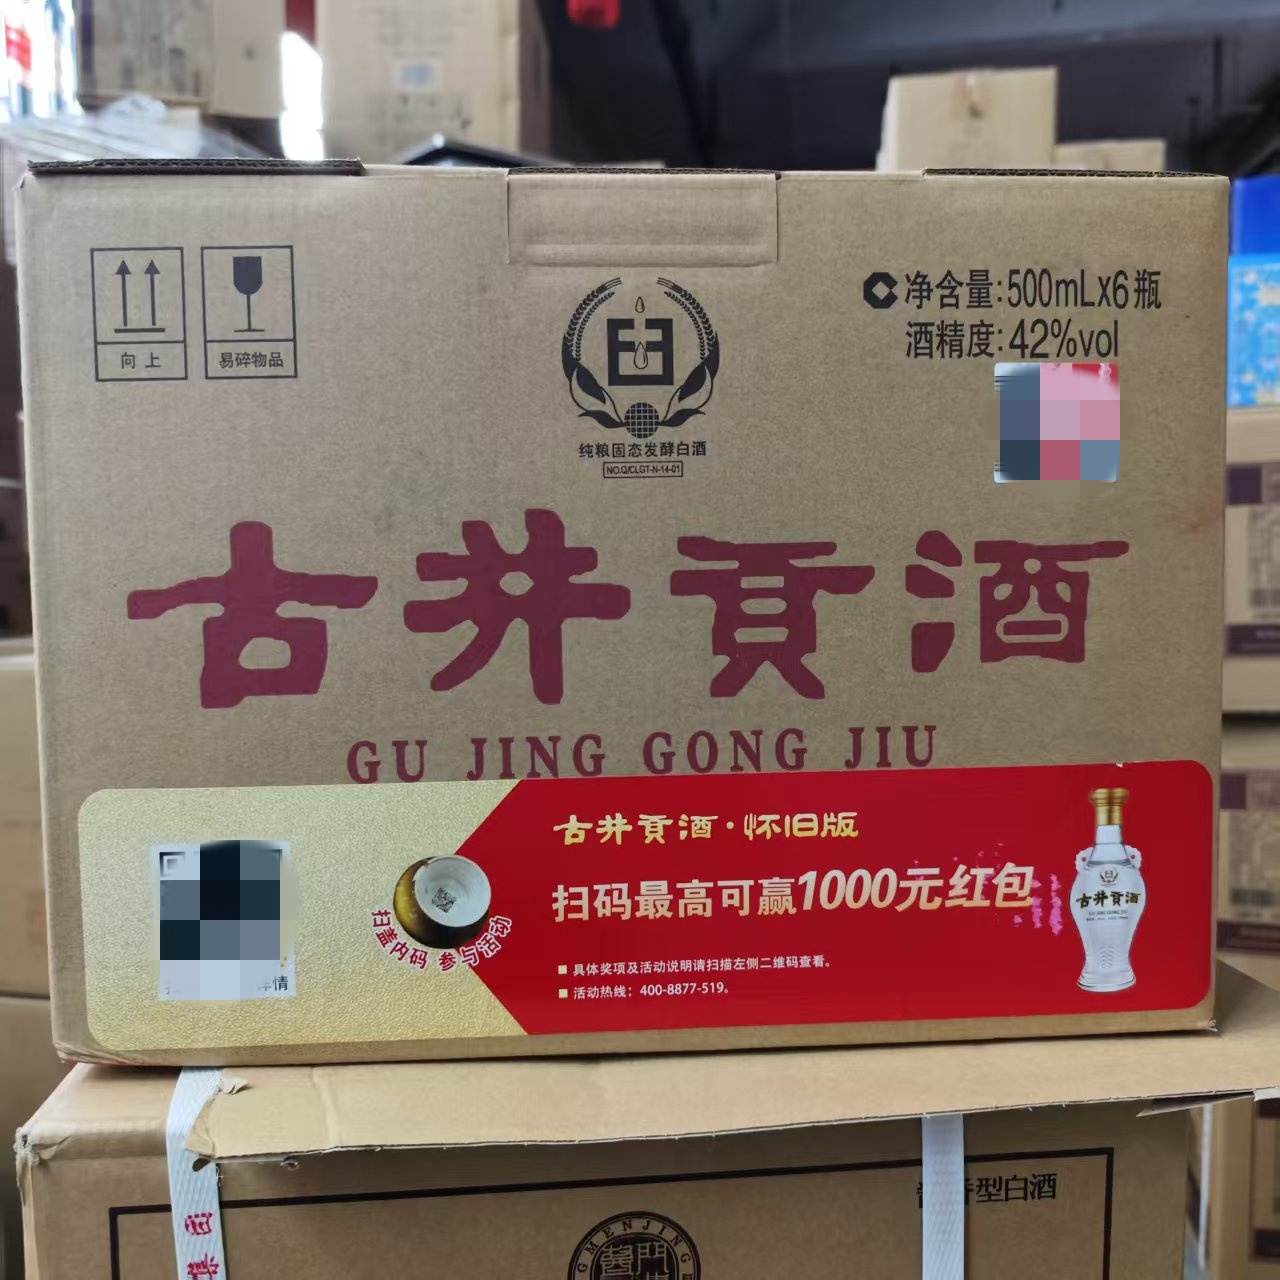 净含量:500mLx6瓶
酒精度:42%vol
向上
易碎物品
纯粮固态发酵白酒
NO.Q/CLGT-N-14-01
古井贡酒
GU JING GONG JIU
古井贡酒·怀旧版
扫码最高可赢1000元红包
扫盖内码 参与活动
■ 具体奖项及活动说明请扫描左侧二维码查看。
■ 活动热线：400-8877-519。
古井贡酒
GU JING GONG JIU
情
香型白酒